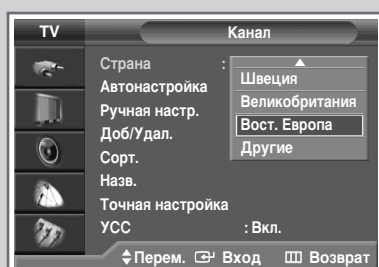 TV Канал
Страна :
Швеция
Автонастройка
Великобритания
Ручная настр.
Вост. Европа
Доб/Удал.
Другие
Сорт.
Назв.
Точная настройка
УСС : Вкл.
Перем. Вход Возврат